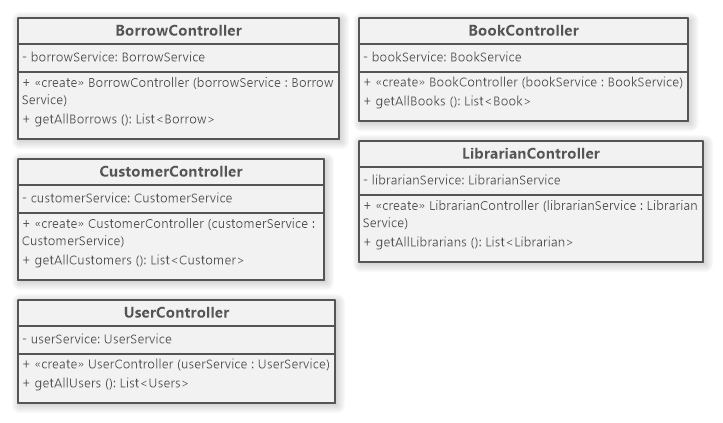 BorrowController
- borrowService: BorrowService
+ «create» BorrowController (borrowService : Borrow
Service)
+ getAllBorrows (): List<Borrow>
BookController
- bookService: BookService
+ «create» BookController (bookService : BookService)
+ getAllBooks (): List<Book>
CustomerController
- customerService: CustomerService
+ «create» CustomerController (customerService :
CustomerService)
+ getAllCustomers (): List<Customer>
LibrarianController
- librarianService: LibrarianService
+ «create» LibrarianController (librarianService : Librarian
Service)
+ getAllLibrarians (): List<Librarian>
UserController
- userService: UserService
+ «create» UserController (userService : UserService)
+ getAllUsers (): List<Users>